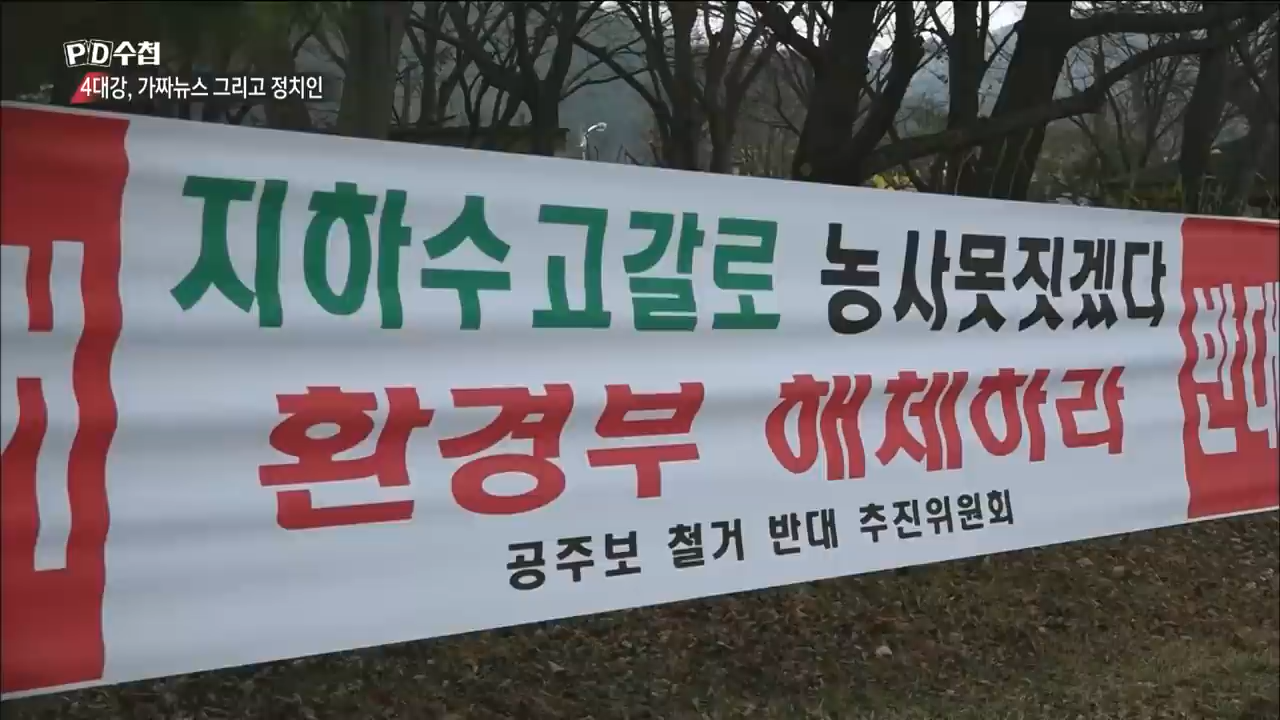 PD수첩
4대강, 가짜뉴스 그리고 정치인
지하수고갈로 농사못짓겠다
환경부 해체하라
공주보 철거 반대 추진위원회
반대